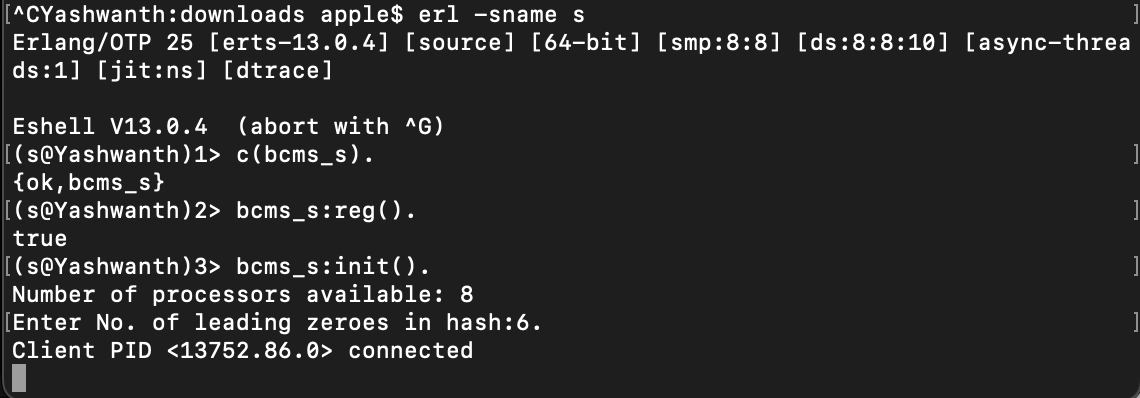 [^CYashwanth:downloads apple$ erl -sname s ]
Erlang/OTP 25 [erts-13.0.4] [source] [64-bit] [smp:8:8] [ds:8:8:10] [async-threa
ds:1] [jit:ns] [dtrace]
Eshell V13.0.4  (abort with ^G)
[(s@Yashwanth)1> c(bcms_s). ]
{ok,bcms_s}
[(s@Yashwanth)2> bcms_s:reg(). ]
true
[(s@Yashwanth)3> bcms_s:init(). ]
Number of processors available: 8
[Enter No. of leading zeroes in hash:6. ]
Client PID <13752.86.0> connected